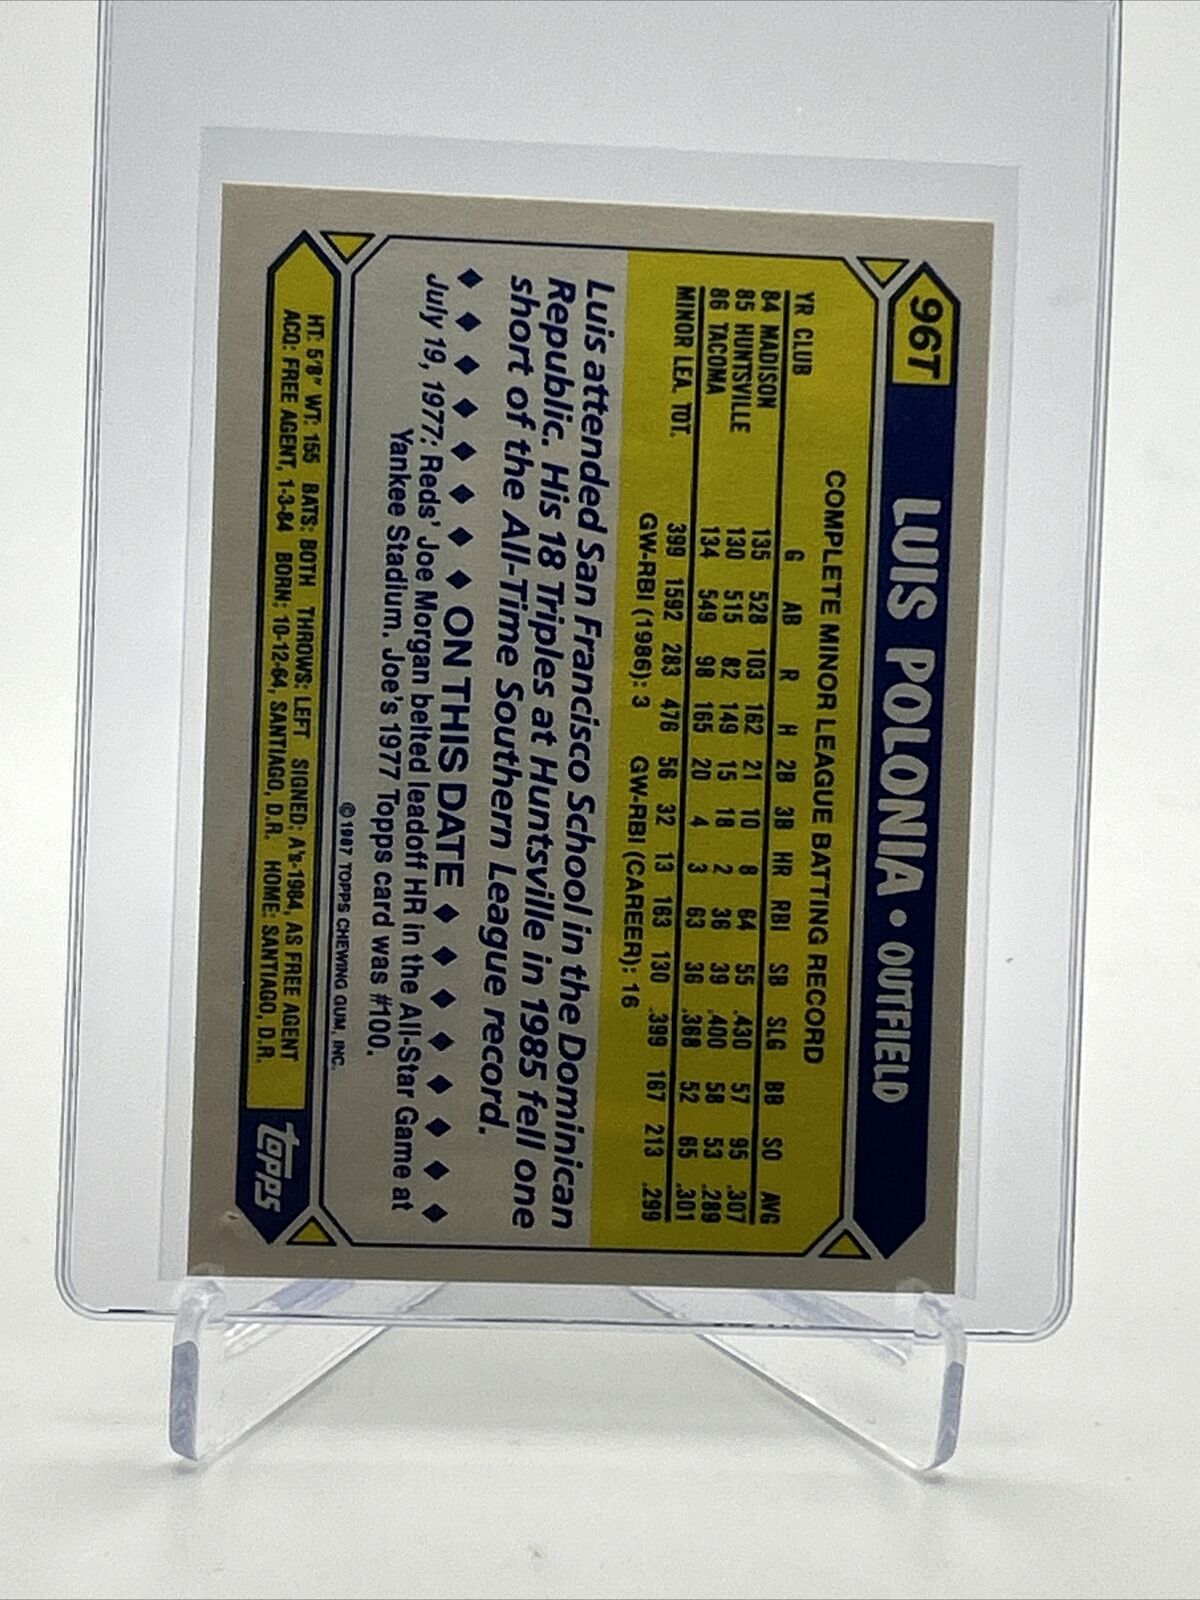 96T LUIS POLONIA • OUTFIELD
COMPLETE MINOR LEAGUE BATTING RECORD
YR CLUB G AB R H 2B 3B HR RBI SB SLG BB SO AVG
84 MADISON 135 528 103 162 21 10 8 64 55 .430 57 95 .307
85 HUNTSVILLE 130 515 82 149 15 18 2 36 39 .400 58 53 .289
86 TACOMA 134 549 98 165 20 4 3 63 36 .368 52 65 .301
MINOR LEA. TOT. 399 1592 283 476 56 32 13 163 130 .399 167 213 .299
GW-RBI (1986): 3 GW-RBI (CAREER): 16
Luis attended San Francisco School in the Dominican
Republic. His 18 Triples at Huntsville in 1985 fell one
short of the All-Time Southern League record.
ON THIS DATE
July 19, 1977: Reds' Joe Morgan belted leadoff HR in the All-Star Game at
Yankee Stadium. Joe's 1977 Topps card was #100.
©1987 TOPPS CHEWING GUM, INC.
HT: 5'8" WT: 155 BATS: BOTH THROWS: LEFT SIGNED: A's-1984, AS FREE AGENT
ACQ: FREE AGENT, 1-3-84 BORN: 10-12-64, SANTIAGO, D.R. HOME: SANTIAGO, D.R.
topps